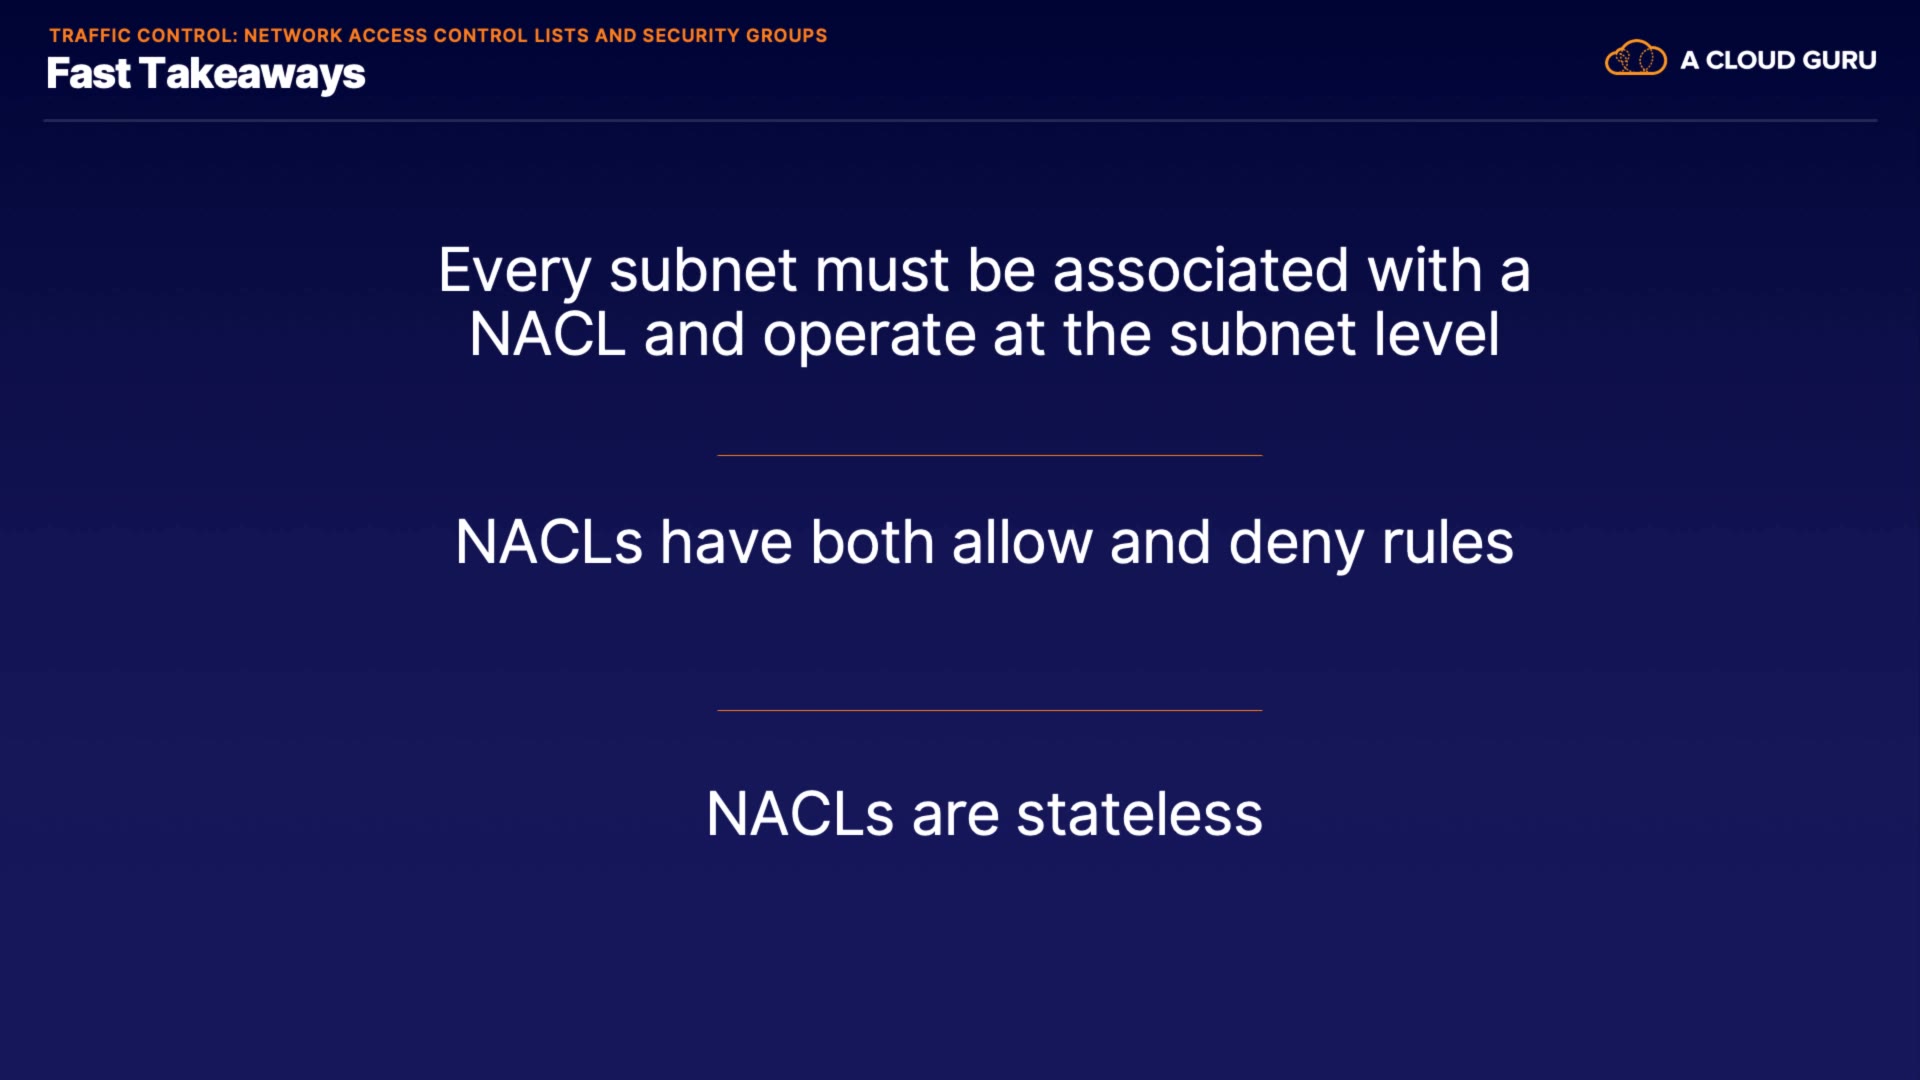 TRAFFIC CONTROL: NETWORK ACCESS CONTROL LISTS AND SECURITY GROUPS
Fast Takeaways
A CLOUD GURU
Every subnet must be associated with a
NACL and operate at the subnet level
NACLs have both allow and deny rules
NACLs are stateless